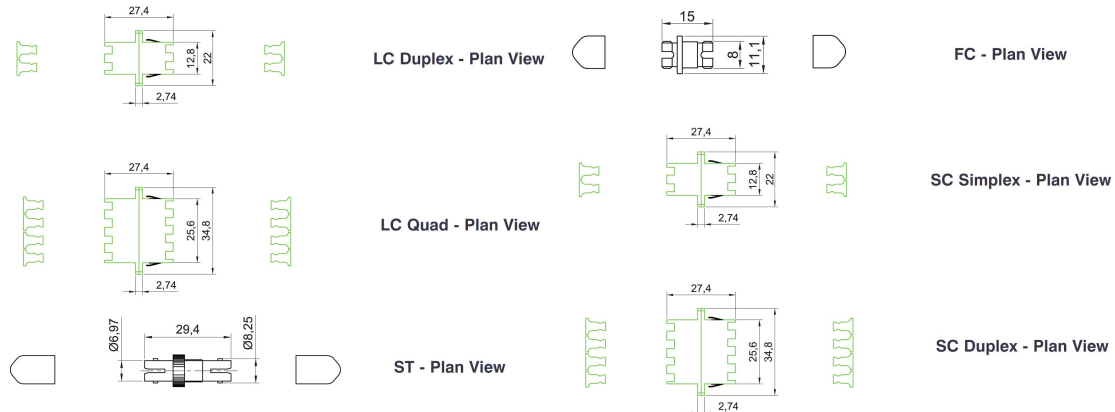 27,4
12,8
22
2,74
LC Duplex - Plan View
15
8
11,1
FC - Plan View
27,4
12,8
22
2,74
SC Simplex - Plan View
27,4
25,6
34,8
2,74
LC Quad - Plan View
Ø6,97
29,4
Ø8,25
ST - Plan View
27,4
25,6
34,8
2,74
SC Duplex - Plan View